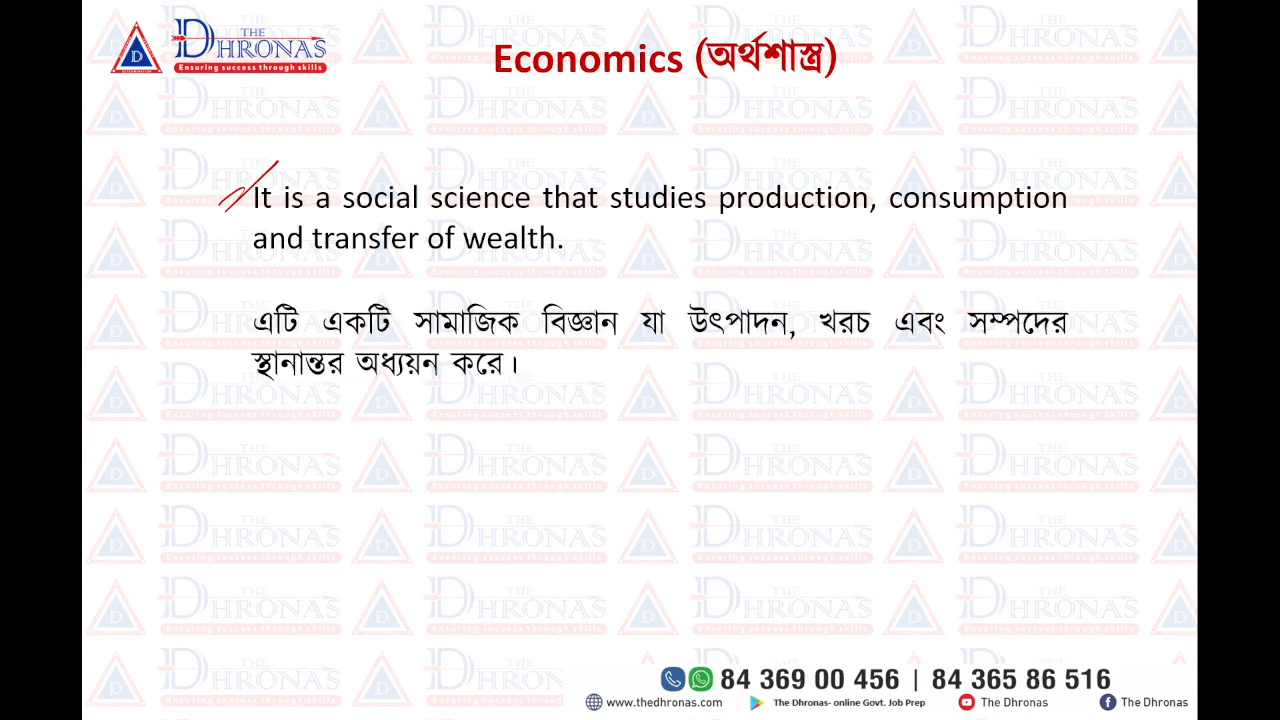 THE
DHRONAS
Ensuring success through skills
Economics (অর্থশাস্ত্র)
It is a social science that studies production, consumption
and transfer of wealth.
এটি একটি সামাজিক বিজ্ঞান যা উৎপাদন, খরচ এবং সম্পদের
স্থানান্তর অধ্যয়ন করে।
84 369 00 456 | 84 365 86 516
www.thedhronas.com The Dhronas- online Govt. Job Prep The Dhronas The Dhronas